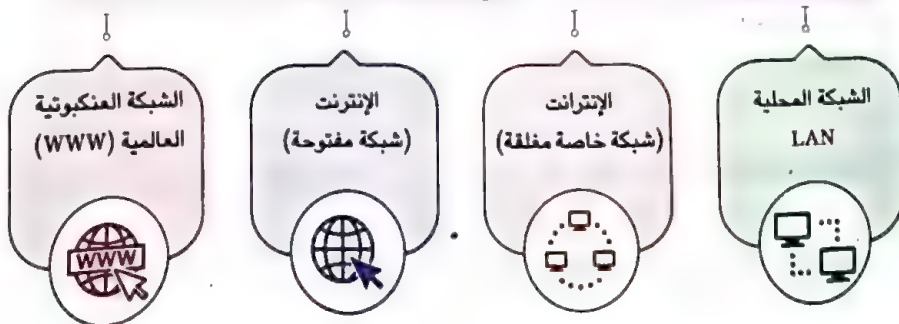 الشبكة المحلية
LAN
الإنترانت
(شبكة خاصة مغلقة)
الإنترنت
(شبكة مفتوحة)
الشبكة العنكبوتية
العالمية (WWW)
WWW